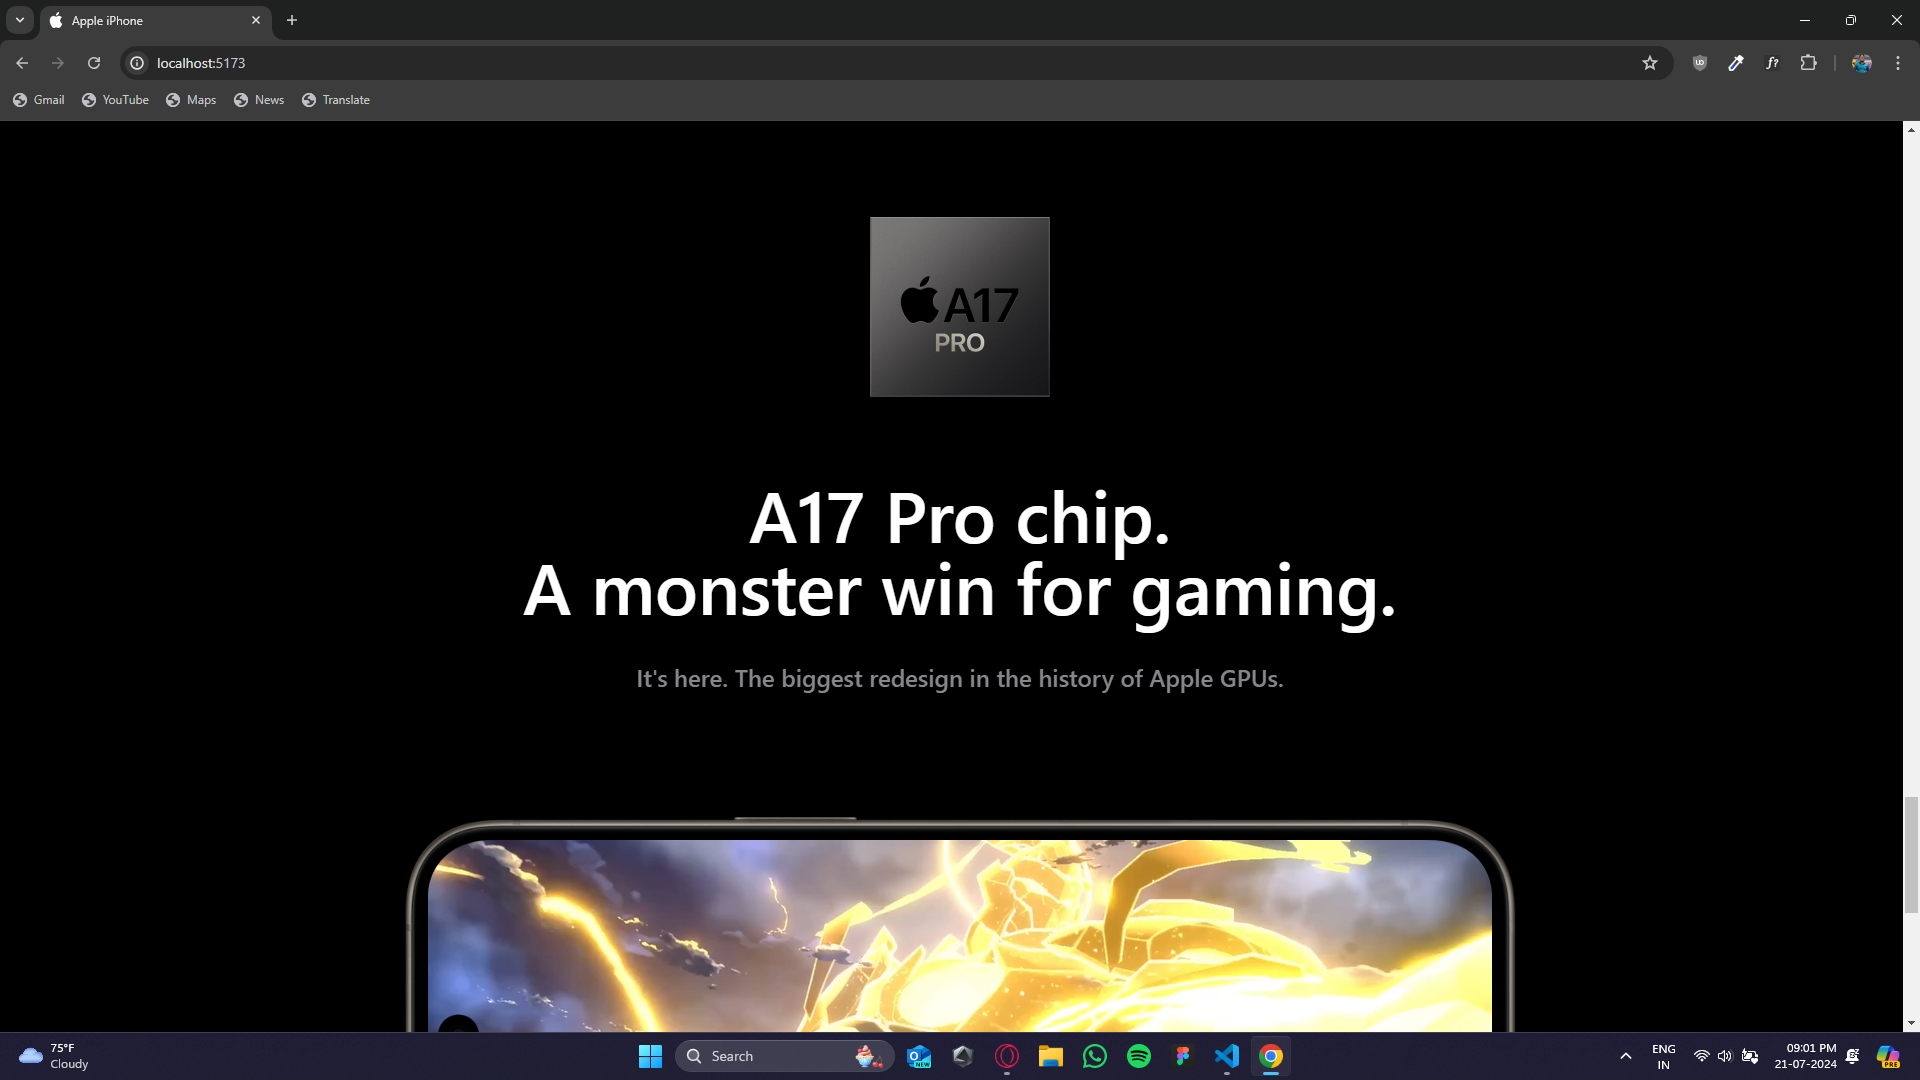 Apple iPhone
localhost:5173
Gmail YouTube Maps News Translate
A17
PRO
A17 Pro chip.
A monster win for gaming.
It's here. The biggest redesign in the history of Apple GPUs.
75°F
Cloudy
Search
NEW
ENG
IN
09:01 PM
21-07-2024
PRE